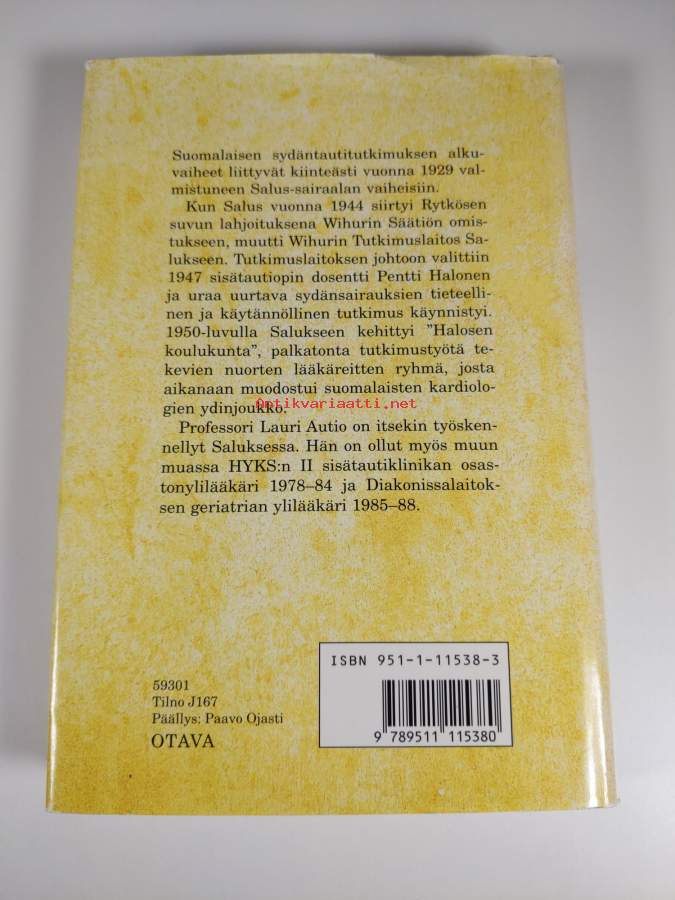 Suomalaisen sydäntautitutkimuksen alku-
vaiheet liittyvät kiinteästi vuonna 1929 val-
mistuneen Salus-sairaalan vaiheisiin.
Kun Salus vuonna 1944 siirtyi Rytkösen
suvun lahjoituksena Wihurin Säätiön omis-
tukseen, muutti Wihurin Tutkimuslaitos Sa-
lukseen. Tutkimuslaitoksen johtoon valittiin
1947 sisätautiopin dosentti Pentti Halonen
ja uraa uurtava sydänsairauksien tieteelli-
nen ja käytännöllinen tutkimus käynnistyi.
1950-luvulla Salukseen kehittyi ”Halosen
koulukunta”, palkatonta tutkimustyötä te-
kevien nuorten lääkäreitten ryhmä, josta
aikanaan muodostui suomalaisten kardiolo-
gien ydinjoukko.
Optikvariaatti.net
Professori Lauri Autio on itsekin työsken-
nellyt Saluksessa. Hän on ollut myös muun
muassa HYKS:n II sisätautiklinikan osas-
tonylilääkäri 1978–84 ja Diakonissalaitok-
sen geriatrian ylilääkäri 1985–88.
ISBN 951-1-11538-3
9 789511 115380
59301
Tilno J167
Päällys: Paavo Ojasti
OTAVA